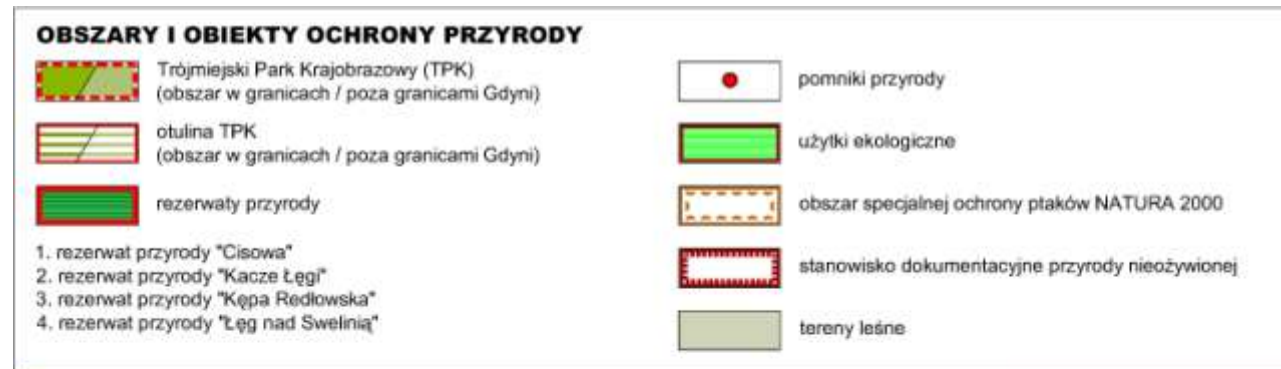 OBSZARY I OBIEKTY OCHRONY PRZYRODY
Trójmiejski Park Krajobrazowy (TPK)
(obszar w granicach / poza granicami Gdyni)
otulina TPK
(obszar w granicach / poza granicami Gdyni)
rezerwaty przyrody
1. rezerwat przyrody "Cisowa"
2. rezerwat przyrody "Kacze Łęgi"
3. rezerwat przyrody "Kępa Redłowska"
4. rezerwat przyrody "Łęg nad Swelinią"
pomniki przyrody
użytki ekologiczne
obszar specjalnej ochrony ptaków NATURA 2000
stanowisko dokumentacyjne przyrody nieożywionej
tereny leśne